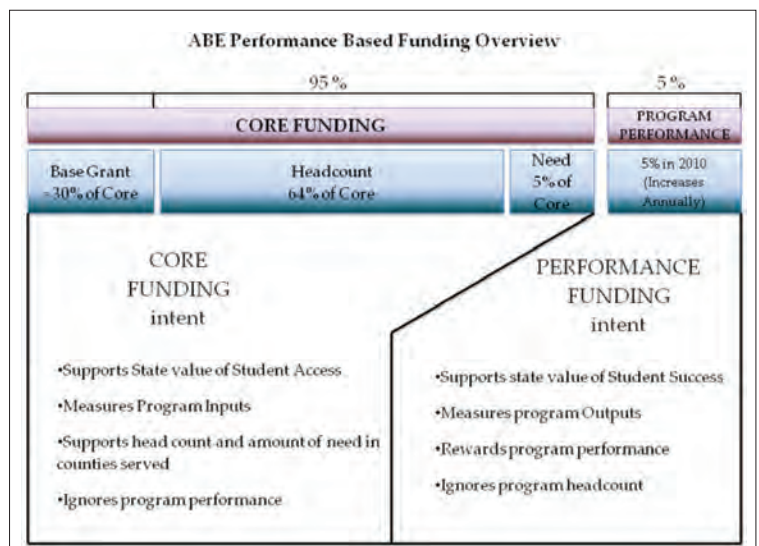 ABE Performance Based Funding Overview
95%
5%
CORE FUNDING
PROGRAM
PERFORMANCE
Base Grant
=30% of Core
Headcount
64% of Core
Need
5% of
Core
5% in 2010
(Increases
Annually)
CORE
FUNDING
intent
•Supports State value of Student Access
•Measures Program Inputs
•Supports head count and amount of need in
counties served
•Ignores program performance
PERFORMANCE
FUNDING
intent
•Supports state value of Student Success
•Measures program Outputs
•Rewards program performance
•Ignores program headcount